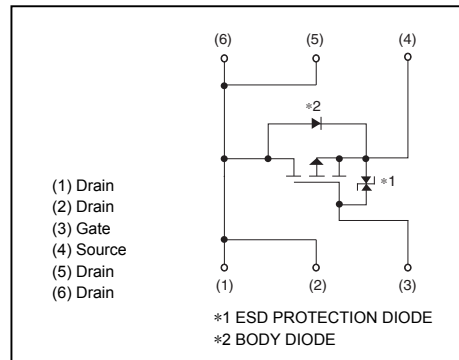 (6) (5) (4)
∗2
∗1
(1) Drain
(2) Drain
(3) Gate
(4) Source
(5) Drain
(6) Drain
(1) (2) (3)
∗1 ESD PROTECTION DIODE
∗2 BODY DIODE